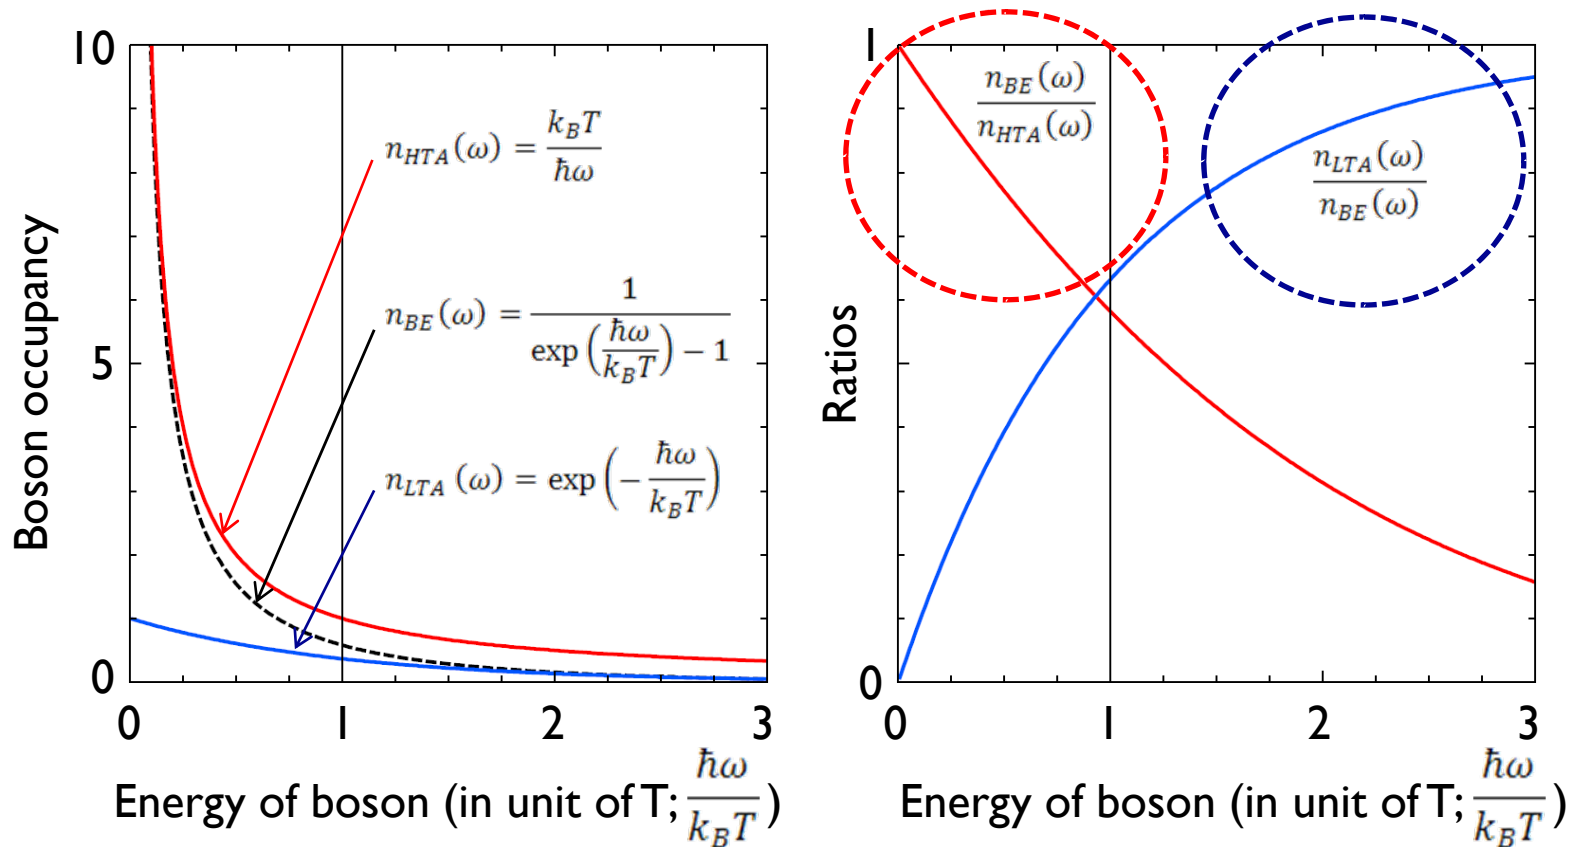 Boson occupancy
10
5
0
0 1 2 3
n_HTA(ω) = k_BT / ħω
n_BE(ω) = 1 / (exp(ħω / k_BT) − 1)
n_LTA (ω) = exp(− ħω / k_BT)
Energy of boson (in unit of T; ħω / k_BT)
Ratios
1
0
0 1 2 3
n_BE(ω) / n_HTA(ω)
n_LTA(ω) / n_BE(ω)
Energy of boson (in unit of T; ħω / k_BT)